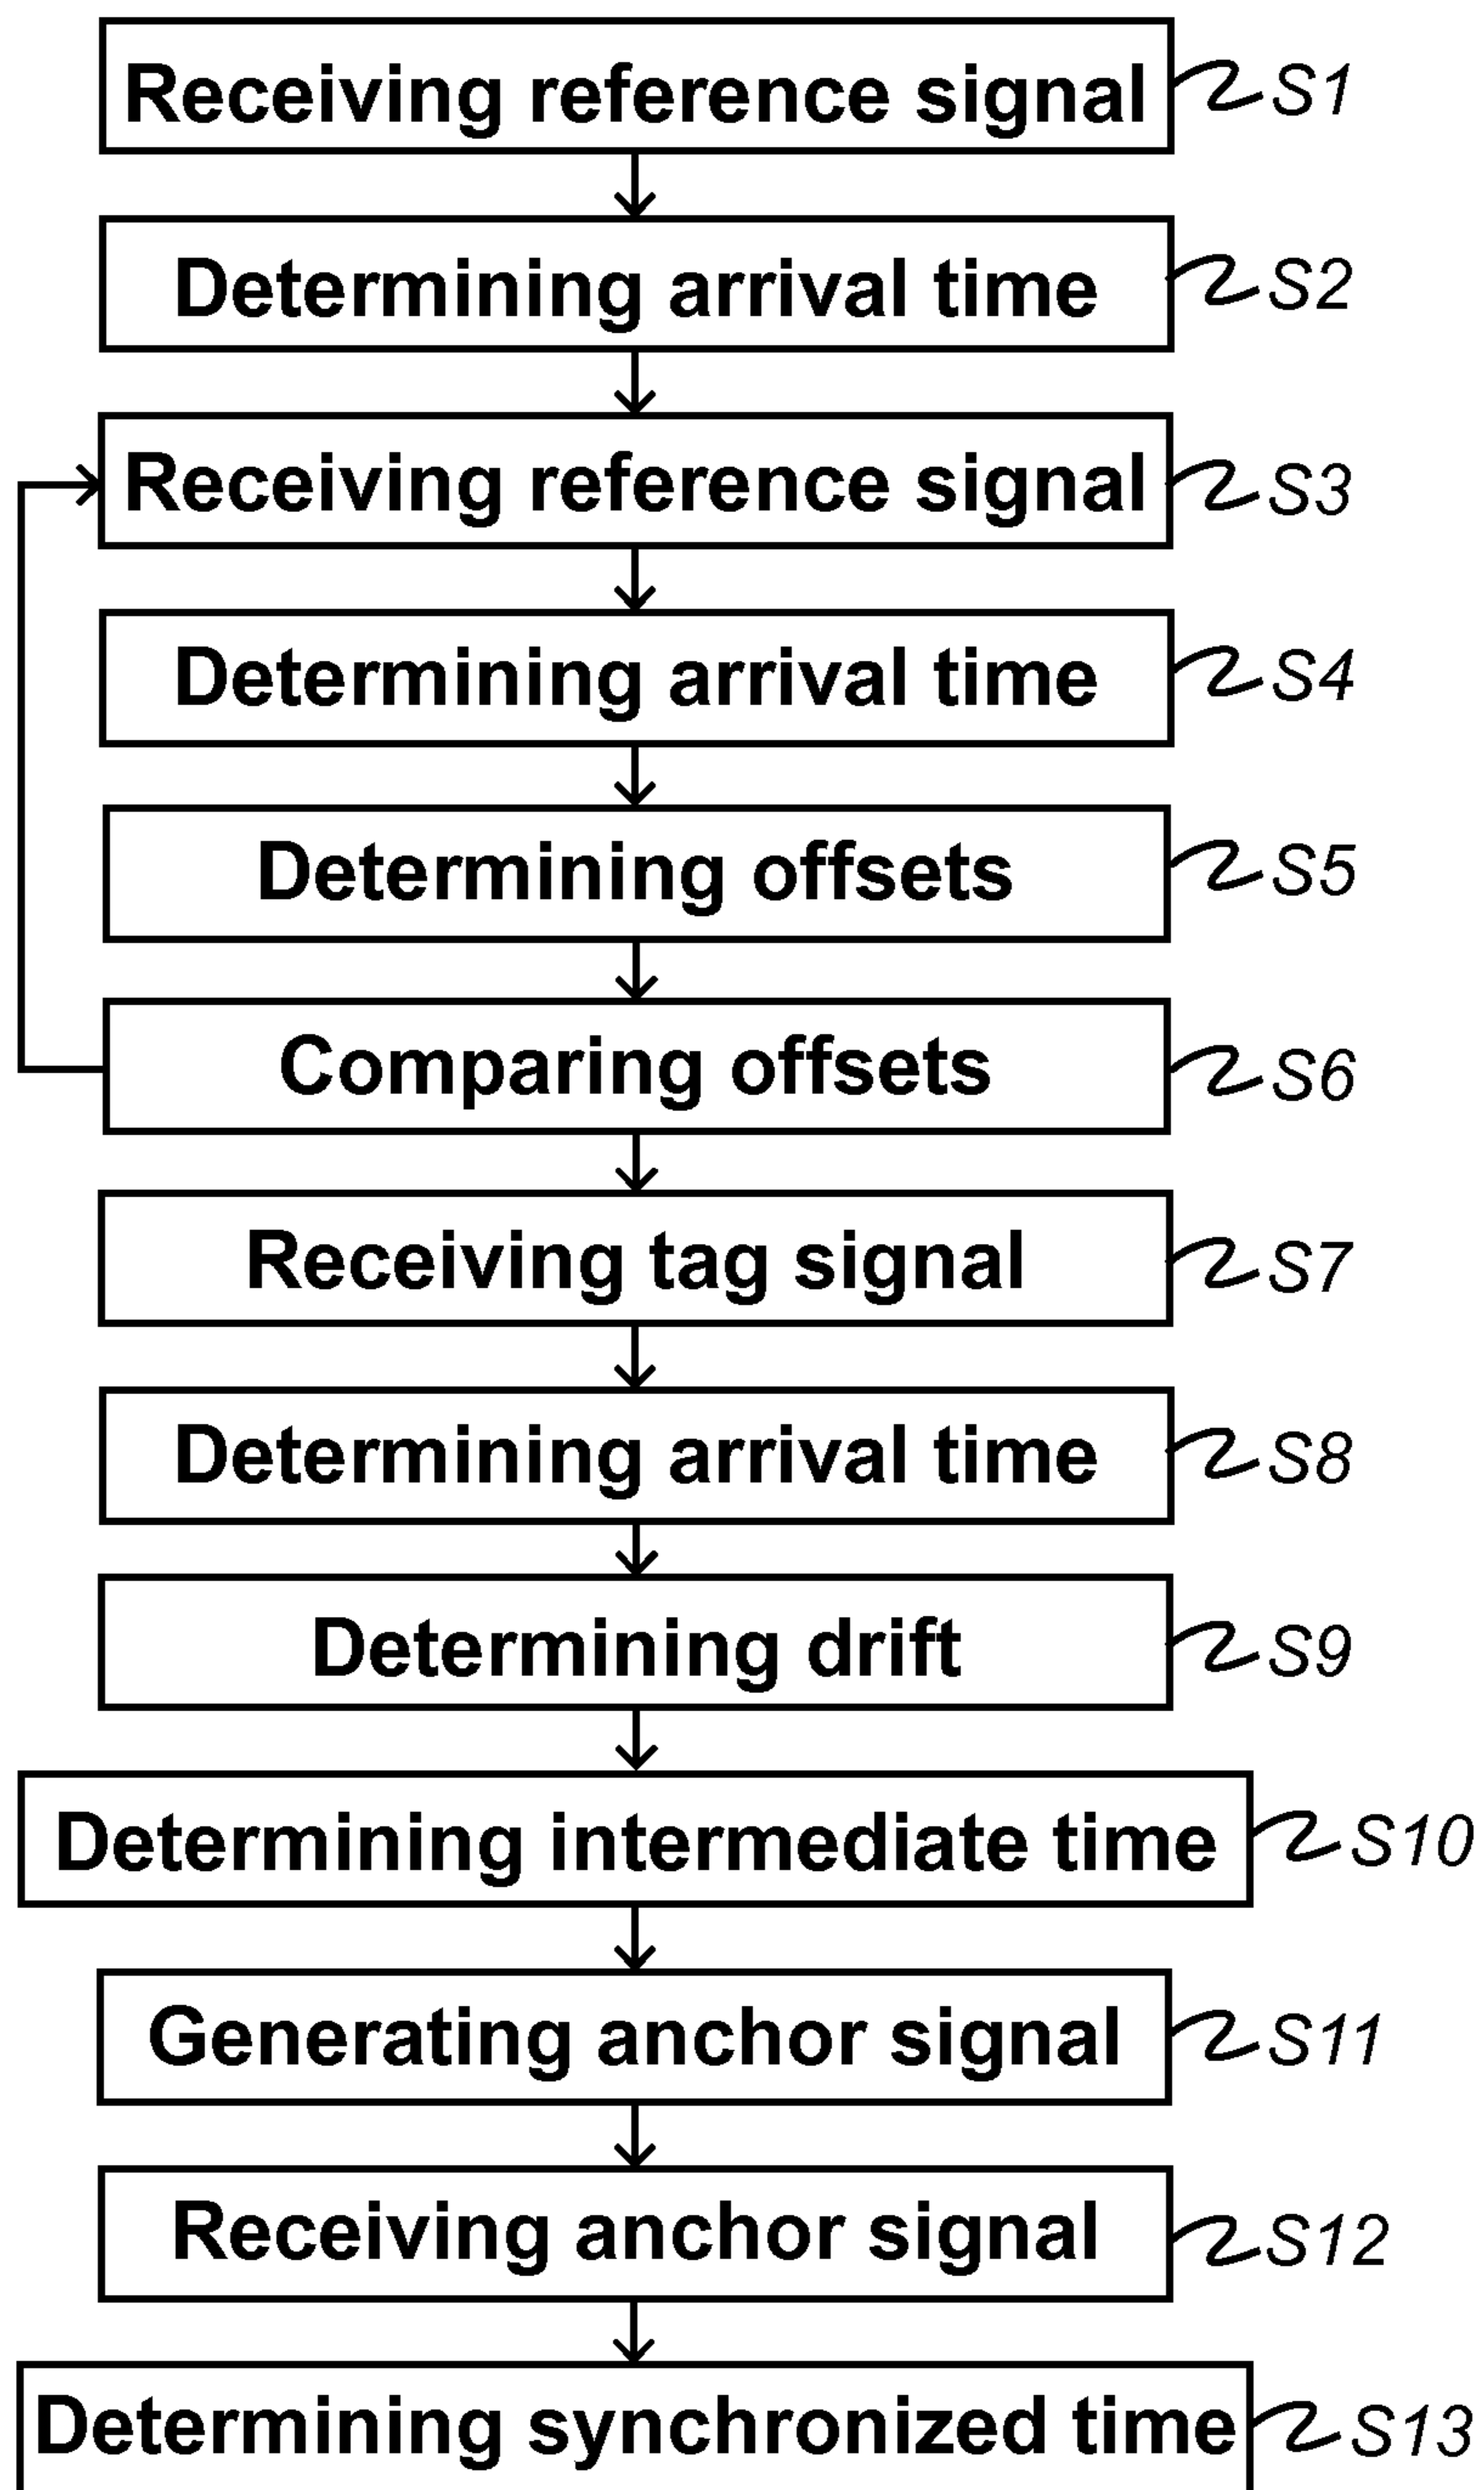 Receiving reference signal S1
Determining arrival time S2
Receiving reference signal S3
Determining arrival time S4
Determining offsets S5
Comparing offsets S6
Receiving tag signal S7
Determining arrival time S8
Determining drift S9
Determining intermediate time S10
Generating anchor signal S11
Receiving anchor signal S12
Determining synchronized time S13